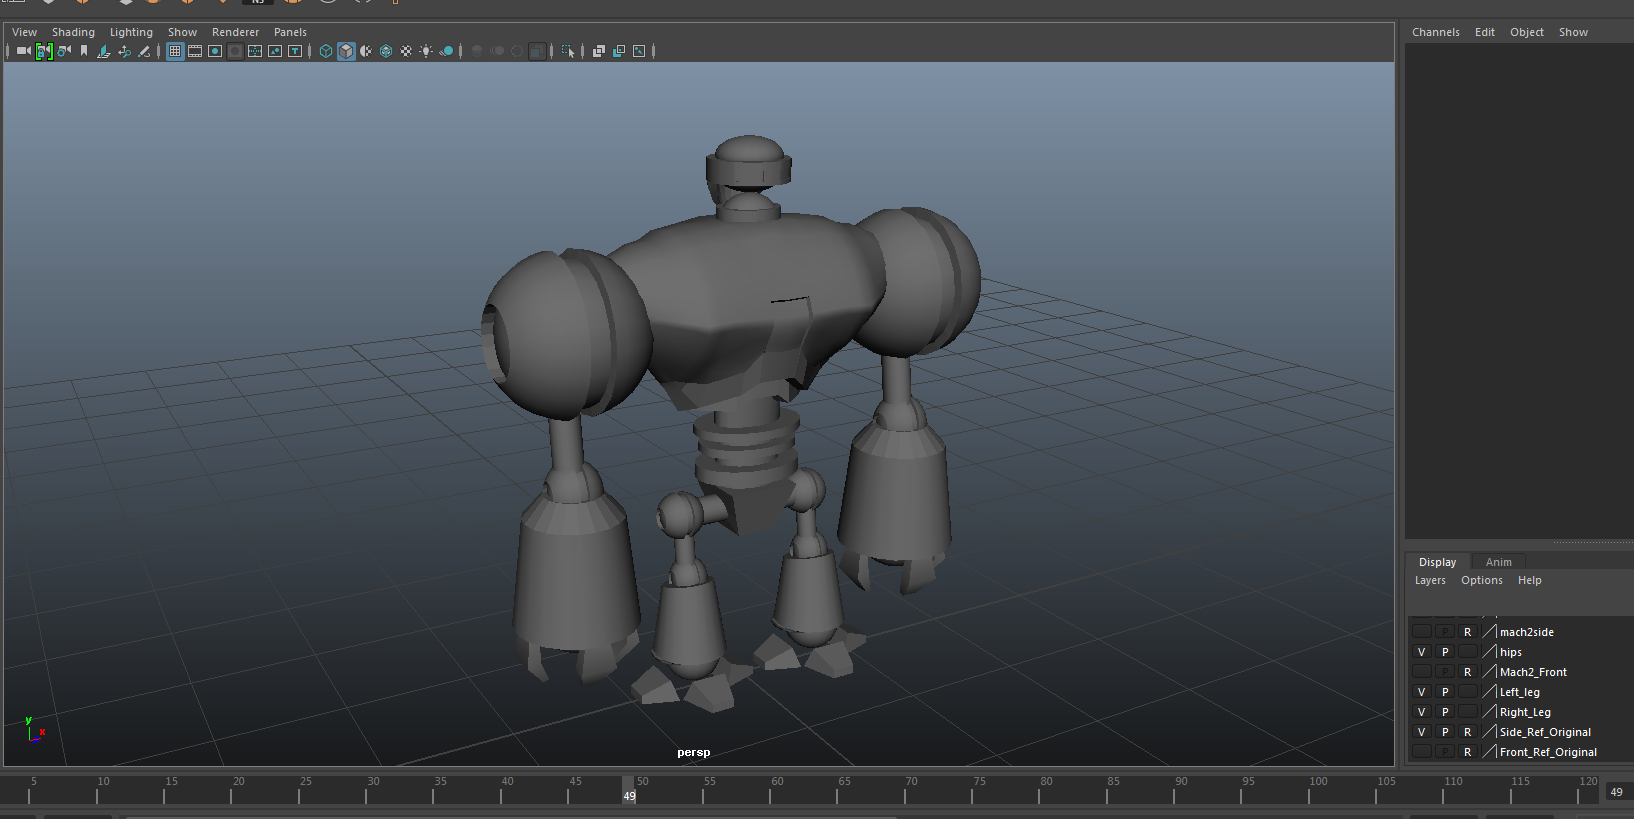 NS
View Shading Lighting Show Renderer Panels
Channels Edit Object Show
persp
y
x
Display Anim
Layers Options Help
P R mach2side
V P hips
P R Mach2_Front
V P Left_leg
V P Right_Leg
V P R Side_Ref_Original
P R Front_Ref_Original
5 10 15 20 25 30 35 40 45 50 55 60 65 70 75 80 85 90 95 100 105 110 115 120
49
49